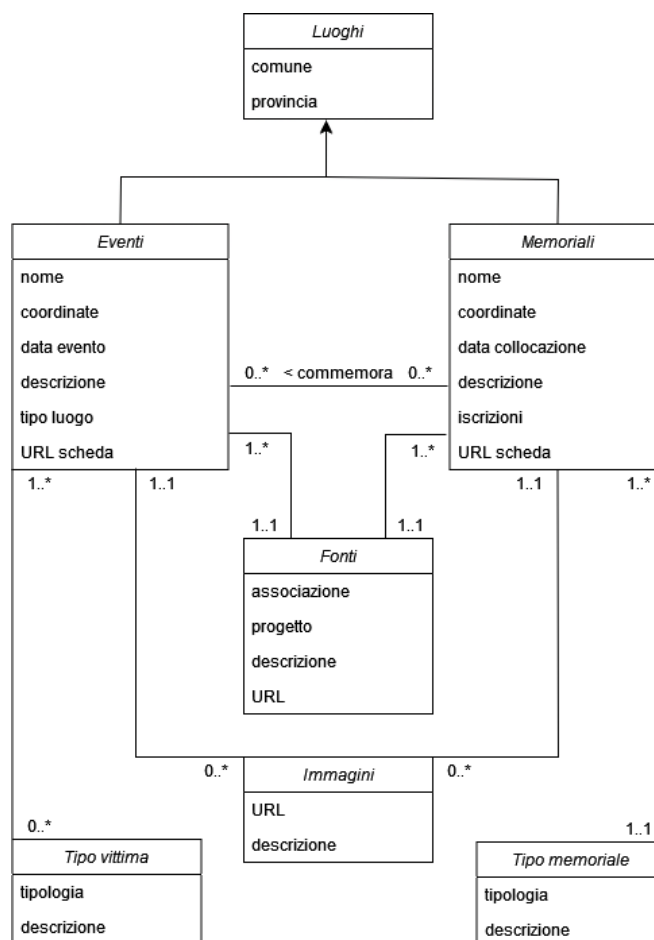 Luoghi
comune
provincia
Eventi
nome
coordinate
data evento
descrizione
tipo luogo
URL scheda
Memoriali
nome
coordinate
data collocazione
descrizione
iscrizioni
URL scheda
0..* < commemora 0..*
1..*
1..*
1..*
1..1
1..1
1..*
1..1
1..1
Fonti
associazione
progetto
descrizione
URL
0..*
0..*
Immagini
URL
descrizione
0..*
1..1
Tipo vittima
tipologia
descrizione
Tipo memoriale
tipologia
descrizione